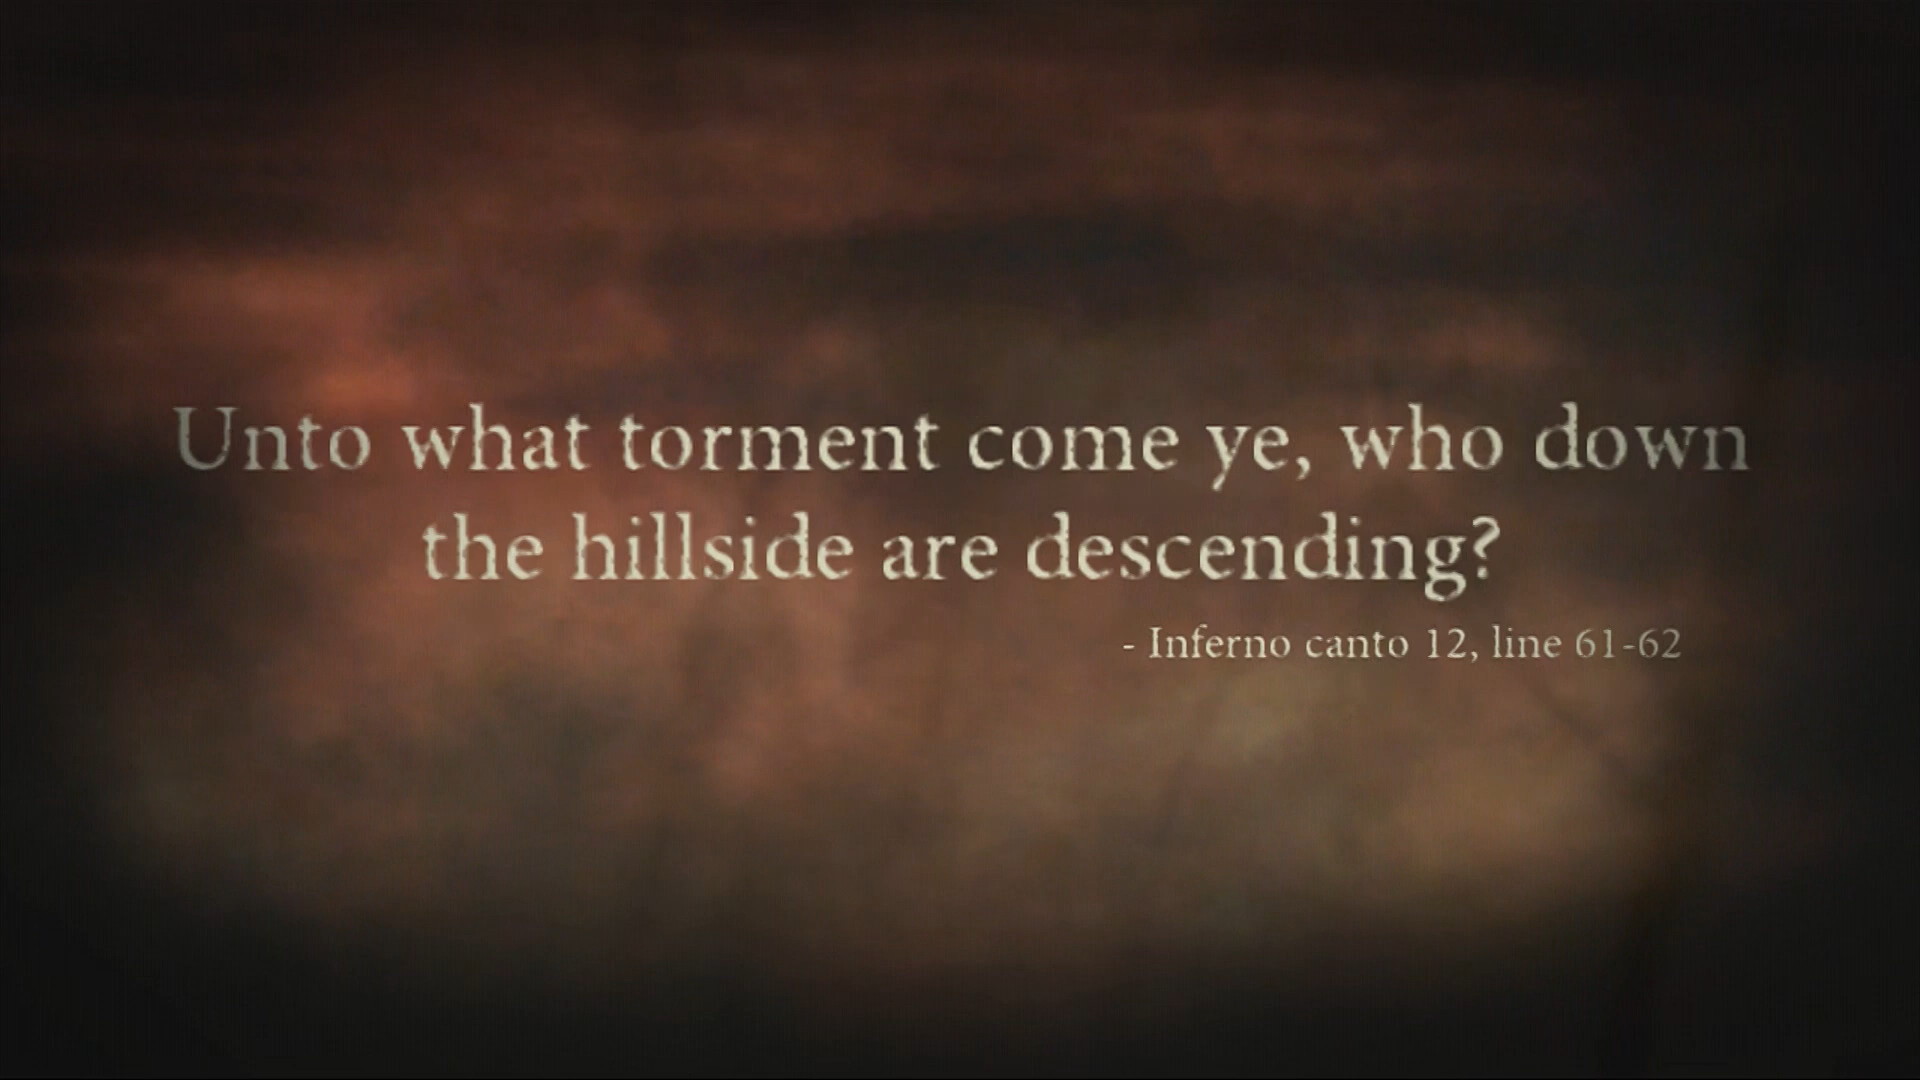 Unto what torment come ye, who down
the hillside are descending?
- Inferno canto 12, line 61-62